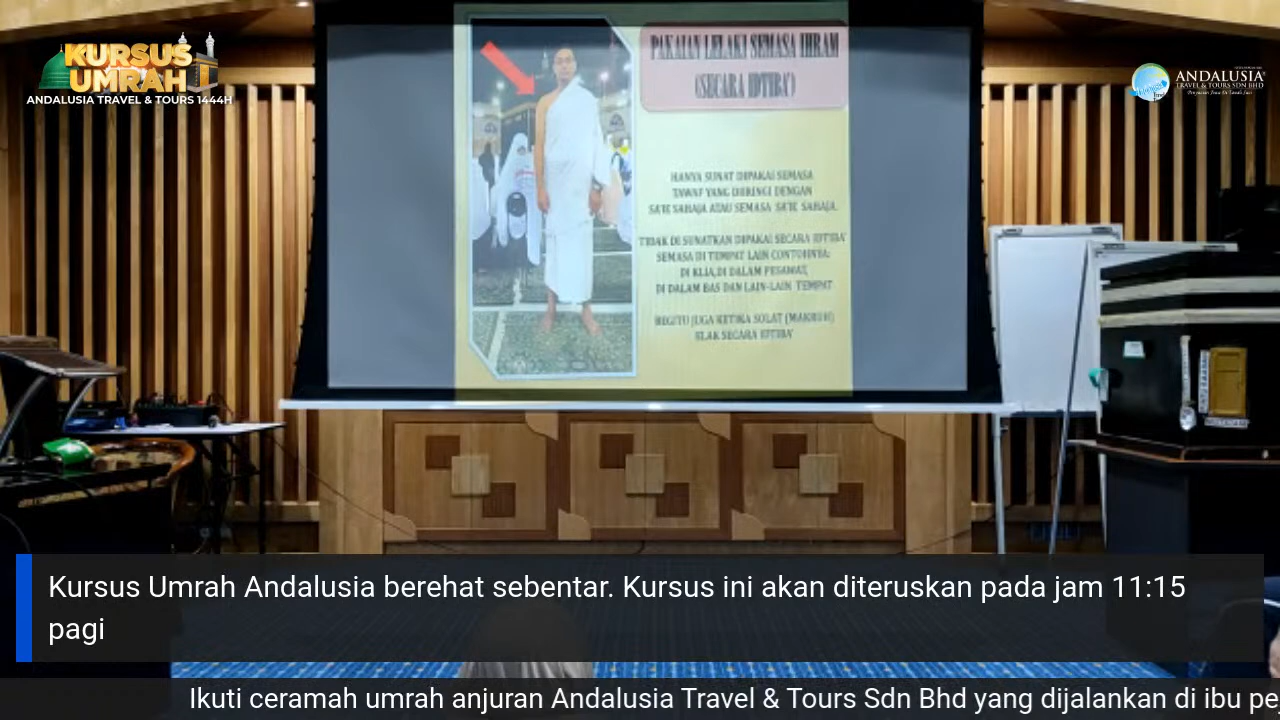 KURSUS
UMRAH
ANDALUSIA TRAVEL & TOURS 1444H
ANDALUSIA
TRAVEL & TOURS SDN BHD
PAKAIAN LELAKI SEMASA IHRAM
(SECARA IDTIBA')
HANYA SUNAT DIPAKAI SEMASA
TAWAF YANG DIIRINGI DENGAN
SA'IE SAHAJA ATAU SEMASA SA'IE SAHAJA.
TIDAK DI SUNATKAN DIPAKAI SECARA IDTIBA'
SEMASA DI TEMPAT LAIN CONTOHNYA:
DI KLIA, DI DALAM PESAWAT,
DI DALAM BAS DAN LAIN-LAIN TEMPAT
BEGITU JUGA KETIKA SOLAT (MAKRUH)
ELAK SECARA IDTIBA'
Kursus Umrah Andalusia berehat sebentar. Kursus ini akan diteruskan pada jam 11:15
pagi
Ikuti ceramah umrah anjuran Andalusia Travel & Tours Sdn Bhd yang dijalankan di ibu pej